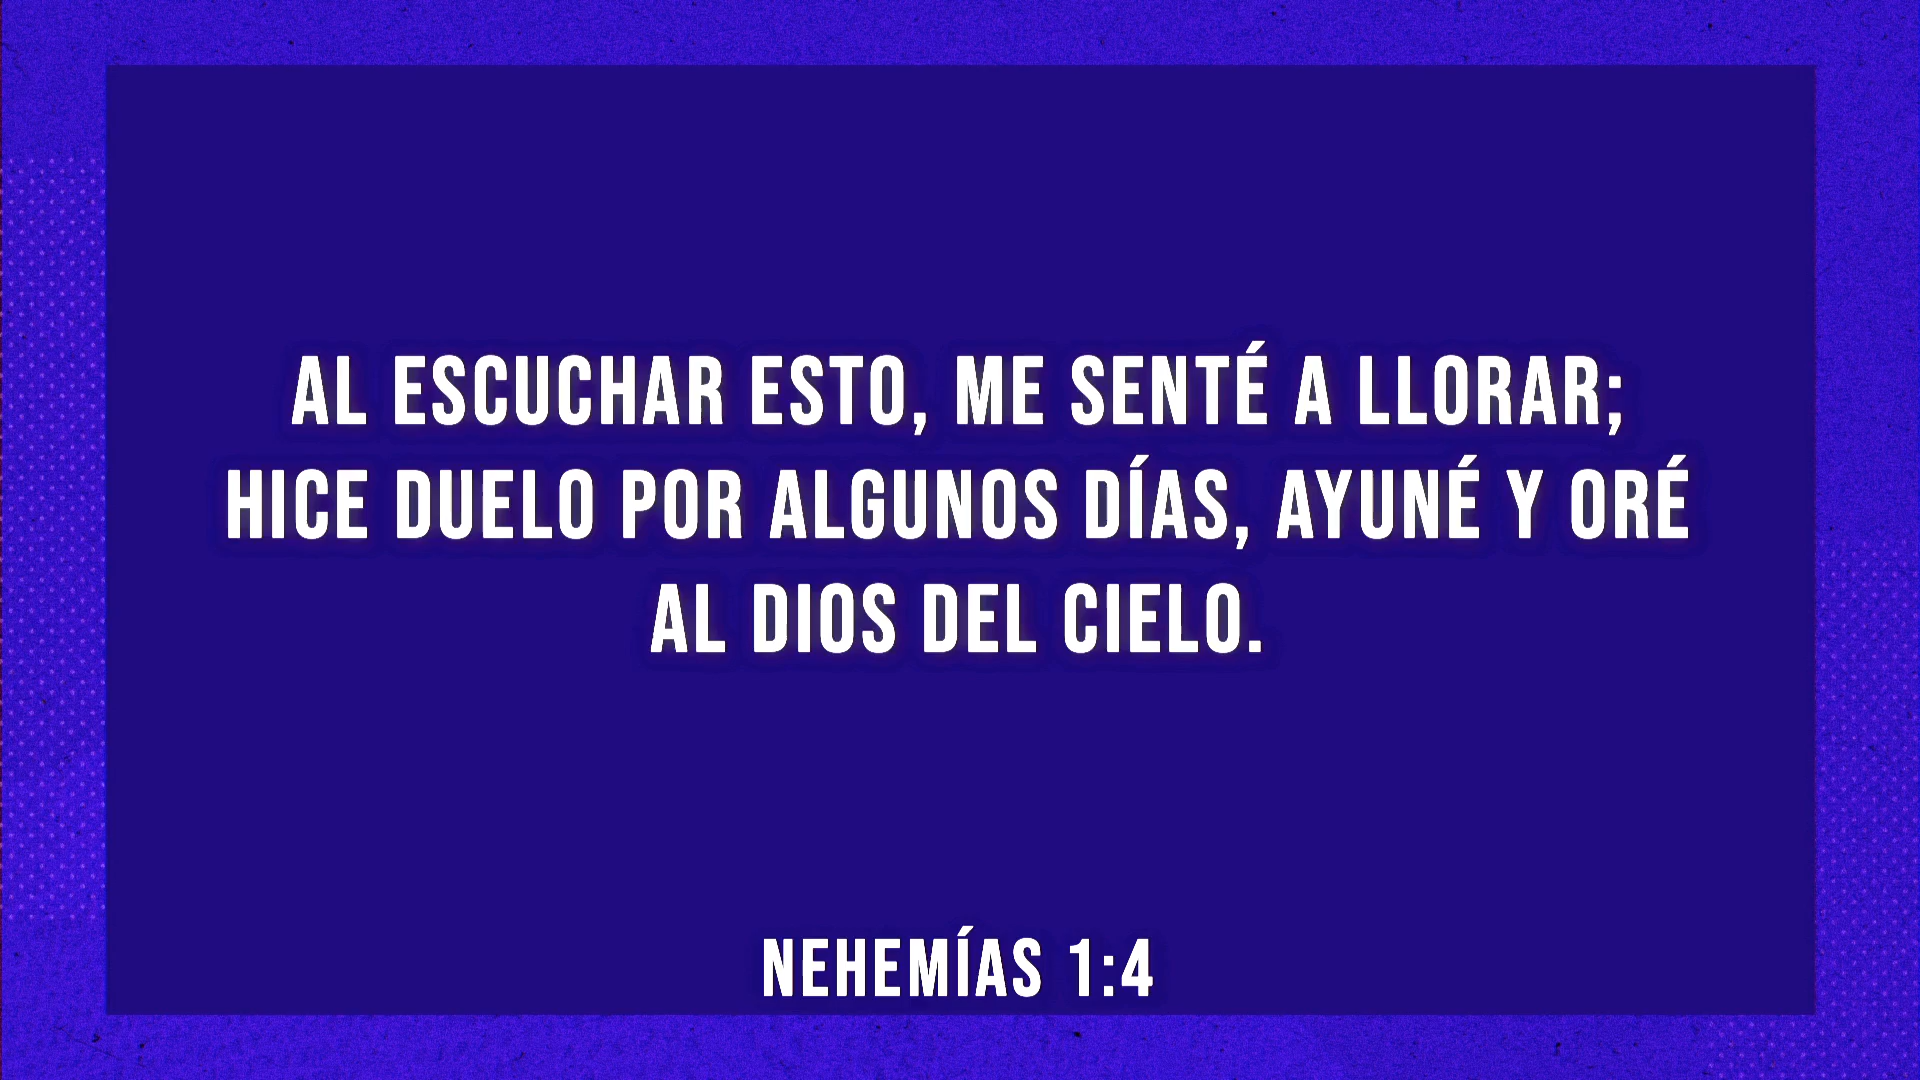 AL ESCUCHAR ESTO, ME SENTÉ A LLORAR;
HICE DUELO POR ALGUNOS DÍAS, AYUNÉ Y ORÉ
AL DIOS DEL CIELO.
NEHEMÍAS 1:4